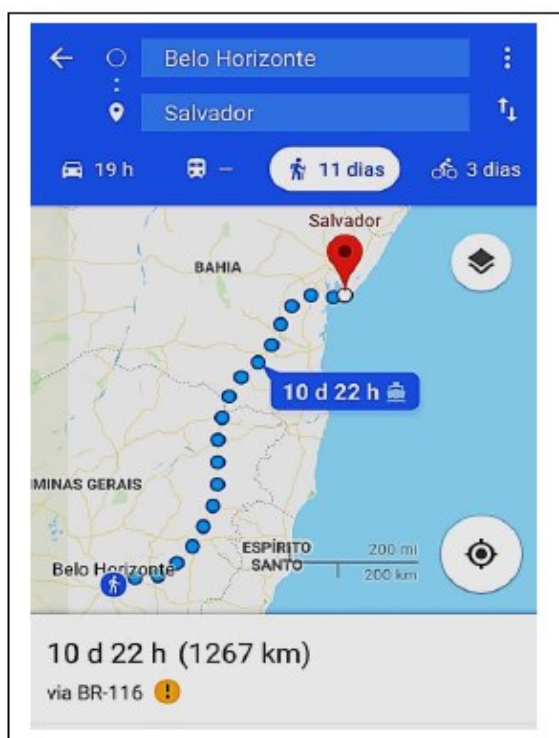 Belo Horizonte
Salvador
19 h
–
11 dias
3 dias
Salvador
BAHIA
10 d 22 h
MINAS GERAIS
ESPÍRITO
SANTO
200 mi
200 km
Belo Horizonte
10 d 22 h (1267 km)
via BR-116